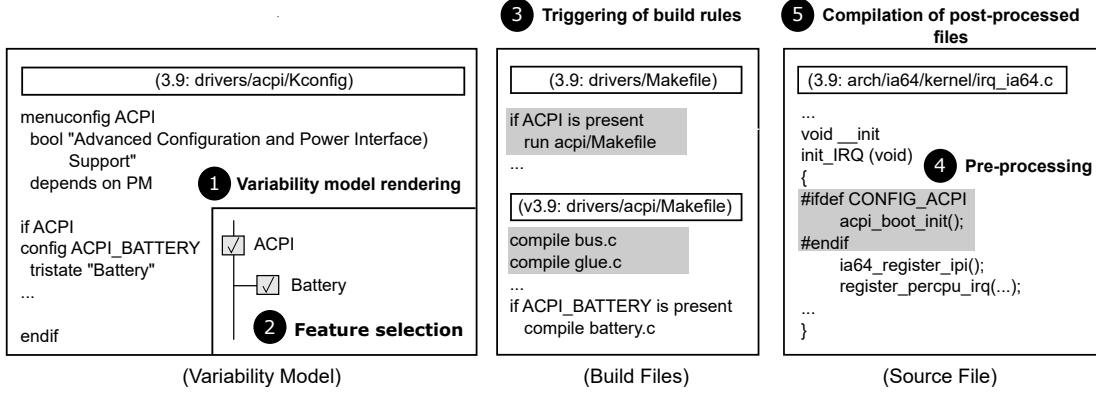 3 Triggering of build rules
5 Compilation of post-processed
files
(3.9: drivers/acpi/Kconfig)
menuconfig ACPI
bool "Advanced Configuration and Power Interface)
Support"
depends on PM
1 Variability model rendering
if ACPI
config ACPI_BATTERY
tristate "Battery"
...
endif
ACPI
Battery
2 Feature selection
(Variability Model)
(3.9: drivers/Makefile)
if ACPI is present
run acpi/Makefile
...
(v3.9: drivers/acpi/Makefile)
compile bus.c
compile glue.c
...
if ACPI_BATTERY is present
compile battery.c
(Build Files)
(3.9: arch/ia64/kernel/irq_ia64.c
...
void __init
init_IRQ (void)
4 Pre-processing
{
#ifdef CONFIG_ACPI
acpi_boot_init();
#endif
ia64_register_ipi();
register_percpu_irq(...);
...
}
(Source File)